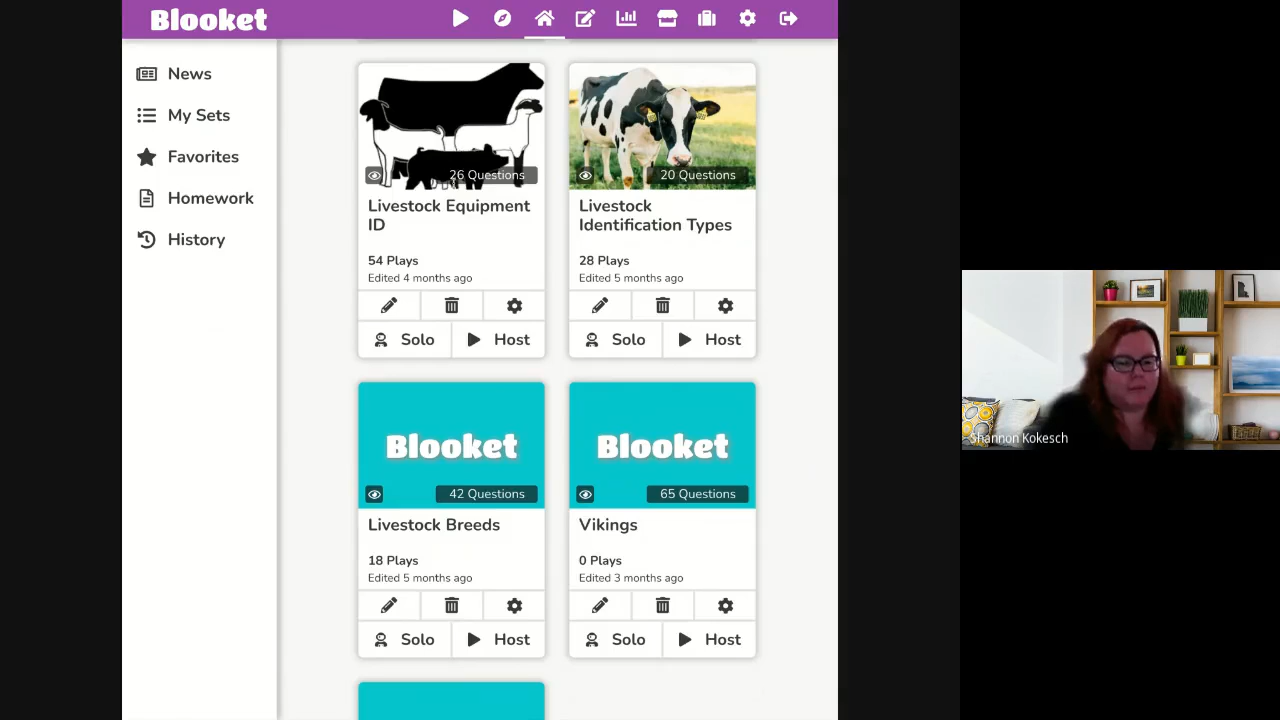 Blooket
News
My Sets
Favorites
Homework
History
26 Questions
Livestock Equipment
ID
54 Plays
Edited 4 months ago
Solo
Host
20 Questions
Livestock
Identification Types
28 Plays
Edited 5 months ago
Solo
Host
Blooket
42 Questions
Livestock Breeds
18 Plays
Edited 5 months ago
Solo
Host
Blooket
65 Questions
Vikings
0 Plays
Edited 3 months ago
Solo
Host
Shannon Kokesch